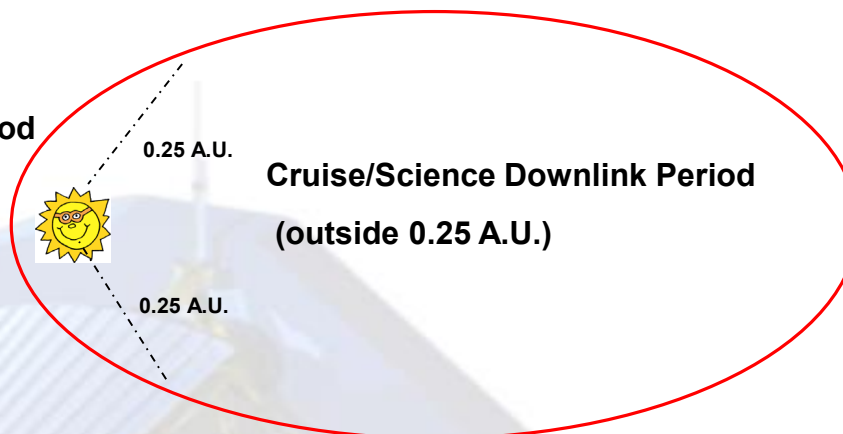 od
0.25 A.U.
Cruise/Science Downlink Period
(outside 0.25 A.U.)
0.25 A.U.